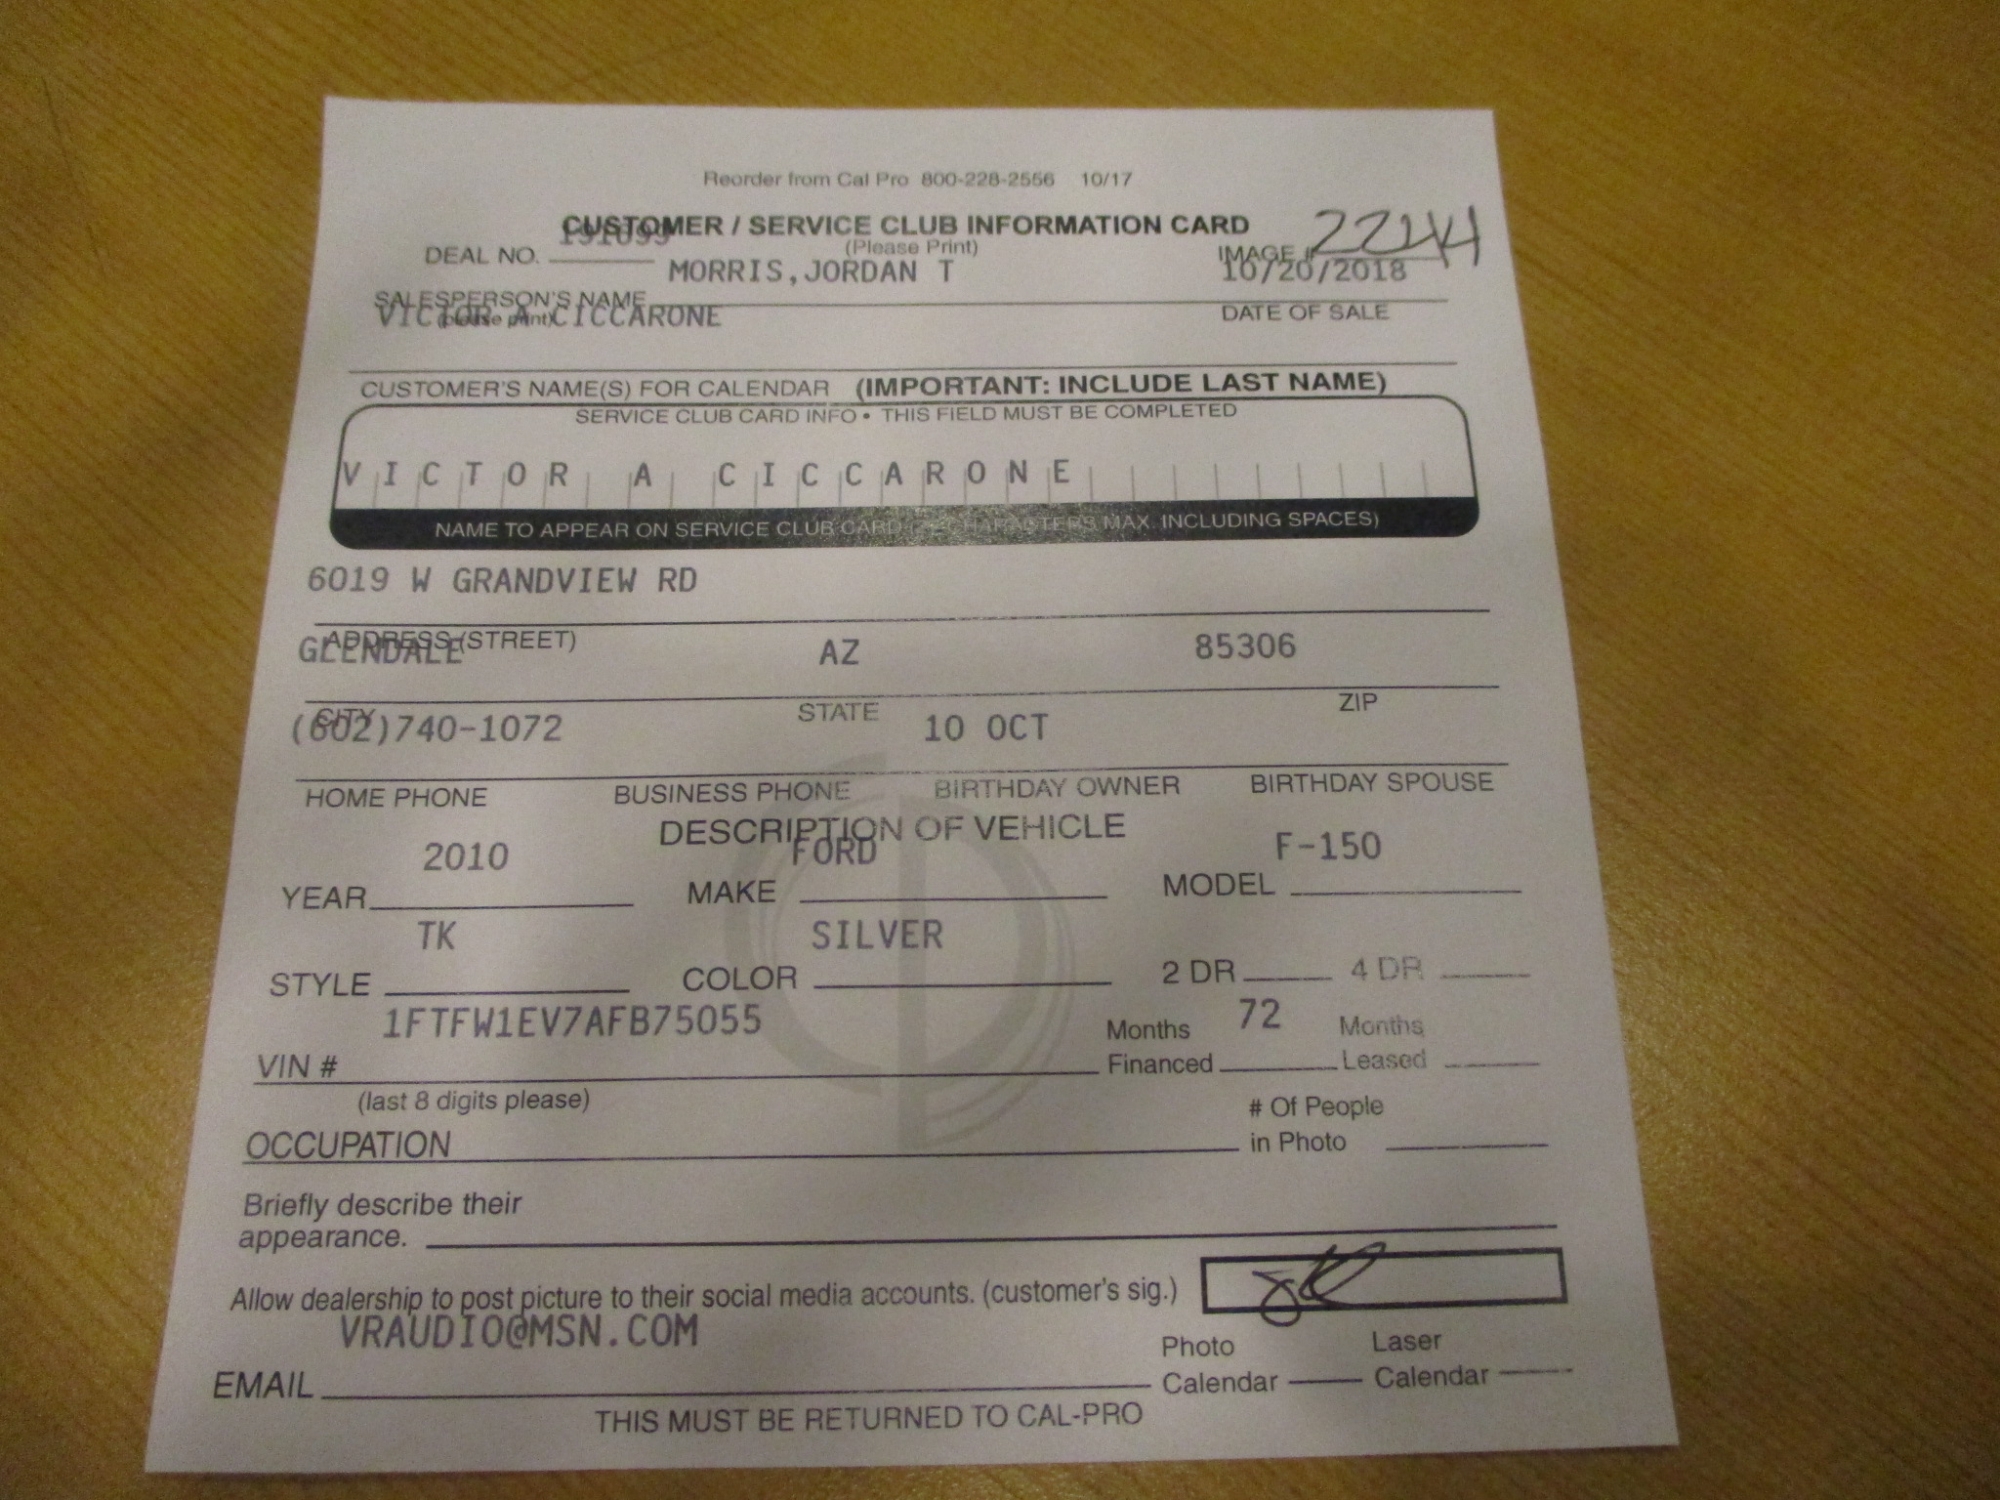 Reorder from Cal Pro 800-228-2556 10/17
CUSTOMER / SERVICE CLUB INFORMATION CARD
(Please Print)
DEAL NO. 191099 IMAGE # 22144
MORRIS,JORDAN T 10/20/2018
SALESPERSON'S NAME
(please print) DATE OF SALE
VICTOR A CICCARONE
CUSTOMER'S NAME(S) FOR CALENDAR (IMPORTANT: INCLUDE LAST NAME)
SERVICE CLUB CARD INFO • THIS FIELD MUST BE COMPLETED
VICTOR A CICCARONE
NAME TO APPEAR ON SERVICE CLUB CARD ( CHARACTERS MAX. INCLUDING SPACES)
6019 W GRANDVIEW RD
ADDRESS (STREET)
GLENDALE AZ 85306
CITY STATE ZIP
(602)740-1072 10 OCT
HOME PHONE BUSINESS PHONE BIRTHDAY OWNER BIRTHDAY SPOUSE
DESCRIPTION OF VEHICLE
2010 FORD F-150
YEAR MAKE MODEL
TK SILVER
STYLE COLOR 2 DR 4 DR
1FTFW1EV7AFB75055 Months 72 Months
VIN # Financed Leased
(last 8 digits please) # Of People
OCCUPATION in Photo
Briefly describe their
appearance.
Allow dealership to post picture to their social media accounts. (customer's sig.)
VRAUDIO@MSN.COM Photo Laser
EMAIL Calendar Calendar
THIS MUST BE RETURNED TO CAL-PRO